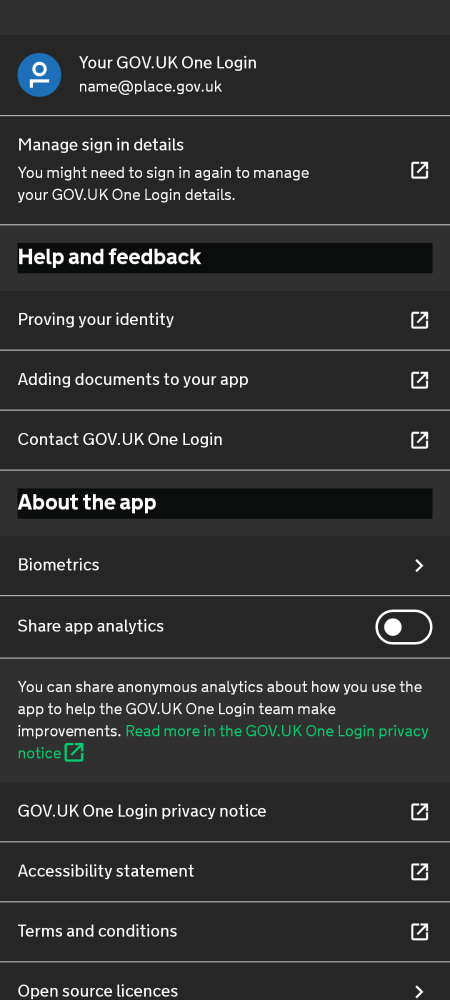 Your GOV.UK One Login
name@place.gov.uk
Manage sign in details
You might need to sign in again to manage
your GOV.UK One Login details.
Help and feedback
Proving your identity
Adding documents to your app
Contact GOV.UK One Login
About the app
Biometrics
Share app analytics
You can share anonymous analytics about how you use the
app to help the GOV.UK One Login team make
improvements. Read more in the GOV.UK One Login privacy
notice
GOV.UK One Login privacy notice
Accessibility statement
Terms and conditions
Open source licences